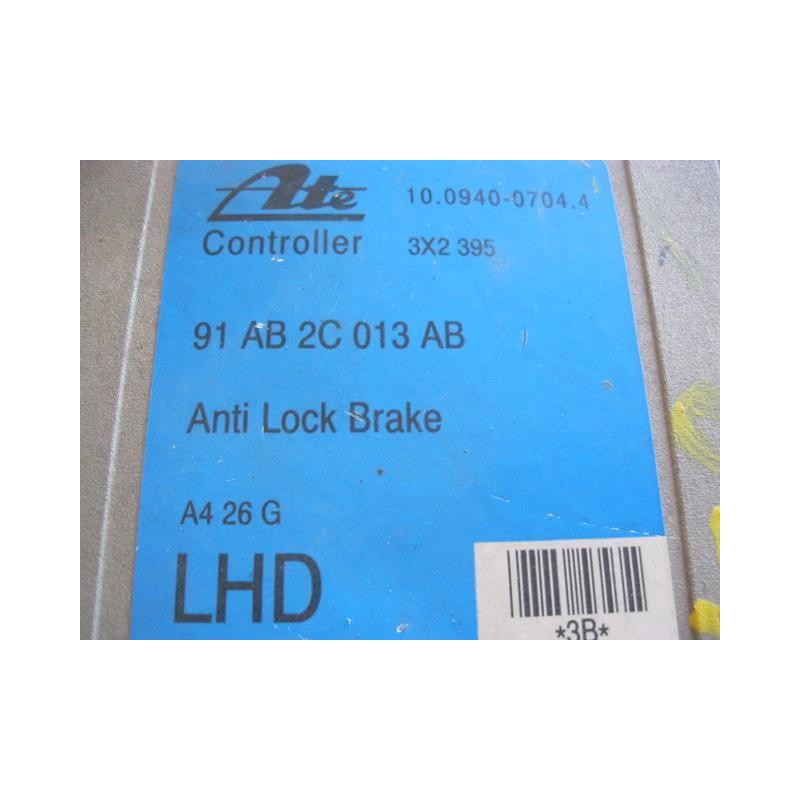 Ate 10.0940-0704.4
Controller 3X2 395
91 AB 2C 013 AB
Anti Lock Brake
A4 26 G
LHD
*3B*